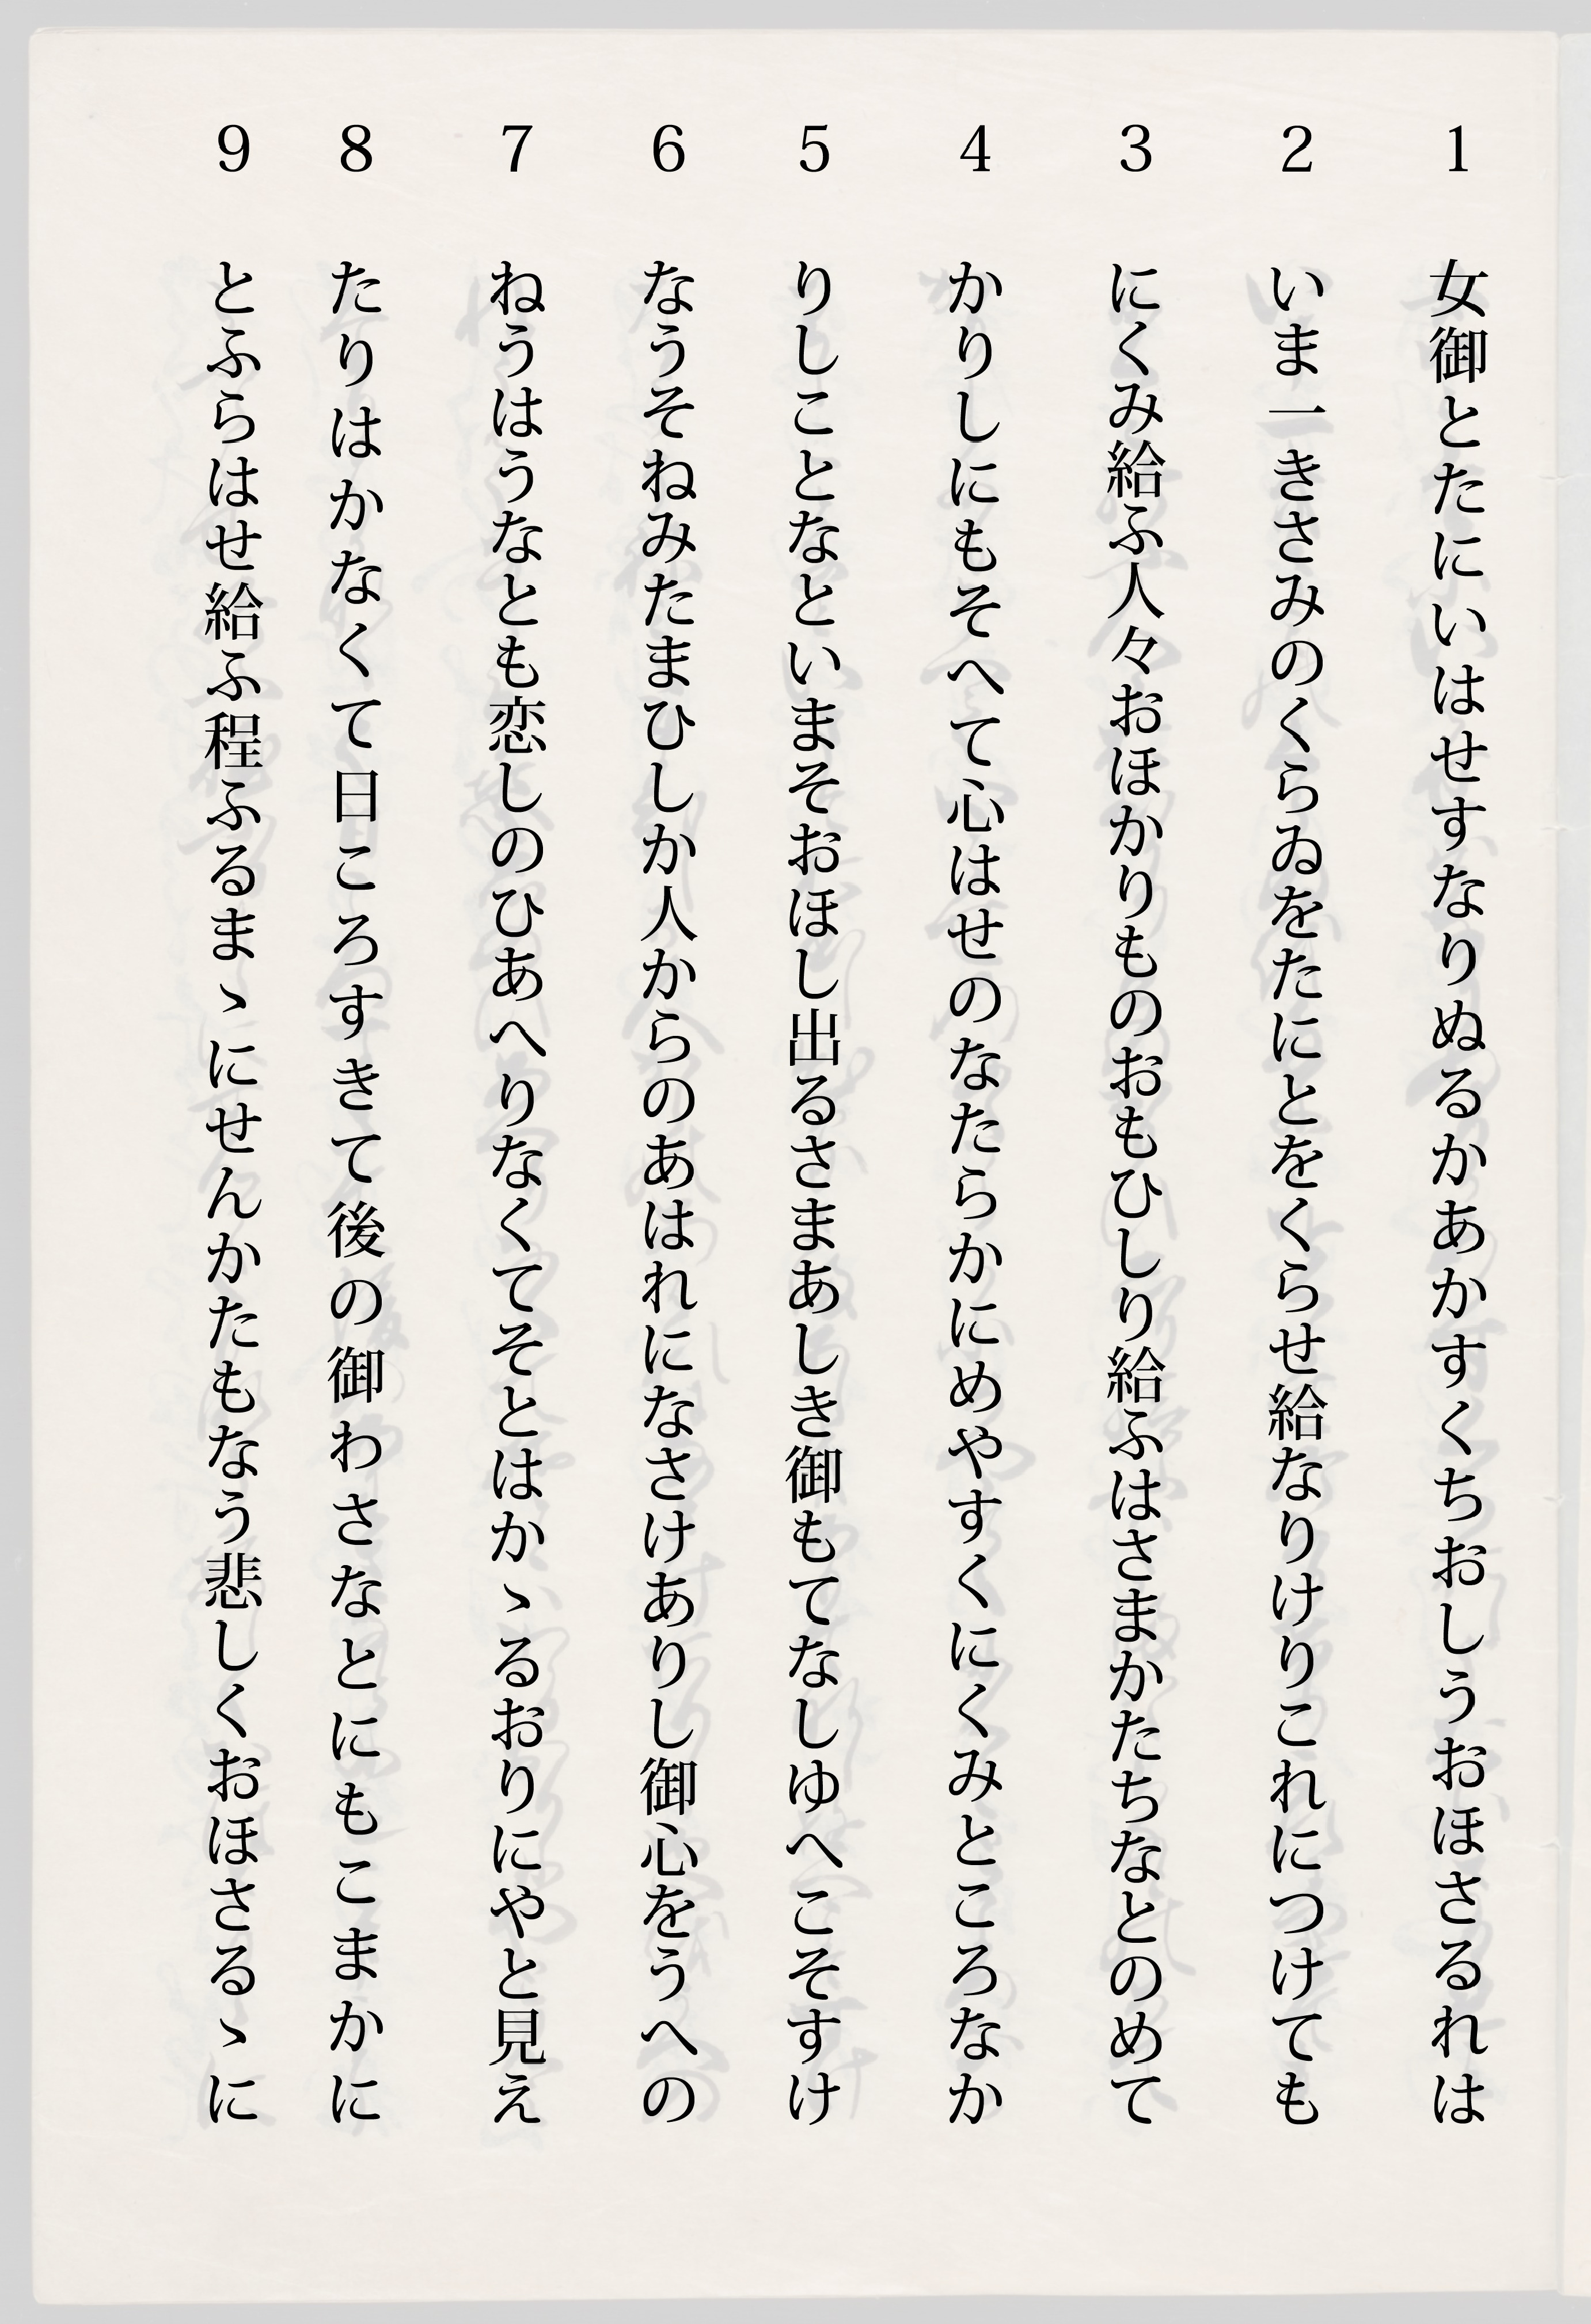 1 女御とたにいはせすなりぬるかあかすくちおしうおほさるれは
2 いま一きさみのくらゐをたにとをくらせ給なりけりこれにつけても
3 にくみ給ふ人々おほかりものおもひしり給ふはさまかたちなとのめて
4 かりしにもそへて心はせのなたらかにめやすくにくみところなか
5 りしことなといまそおほし出るさまあしき御もてなしゆへこそすけ
6 なうそねみたまひしか人からのあはれになさけありし御心をうへの
7 ねうはうなとも恋しのひあへりなくてそとはかゝるおりにやと見え
8 たりはかなくて日ころすきて後の御わさなとにもこまかに
9 とふらはせ給ふ程ふるまゝにせんかたもなう悲しくおほさるゝに